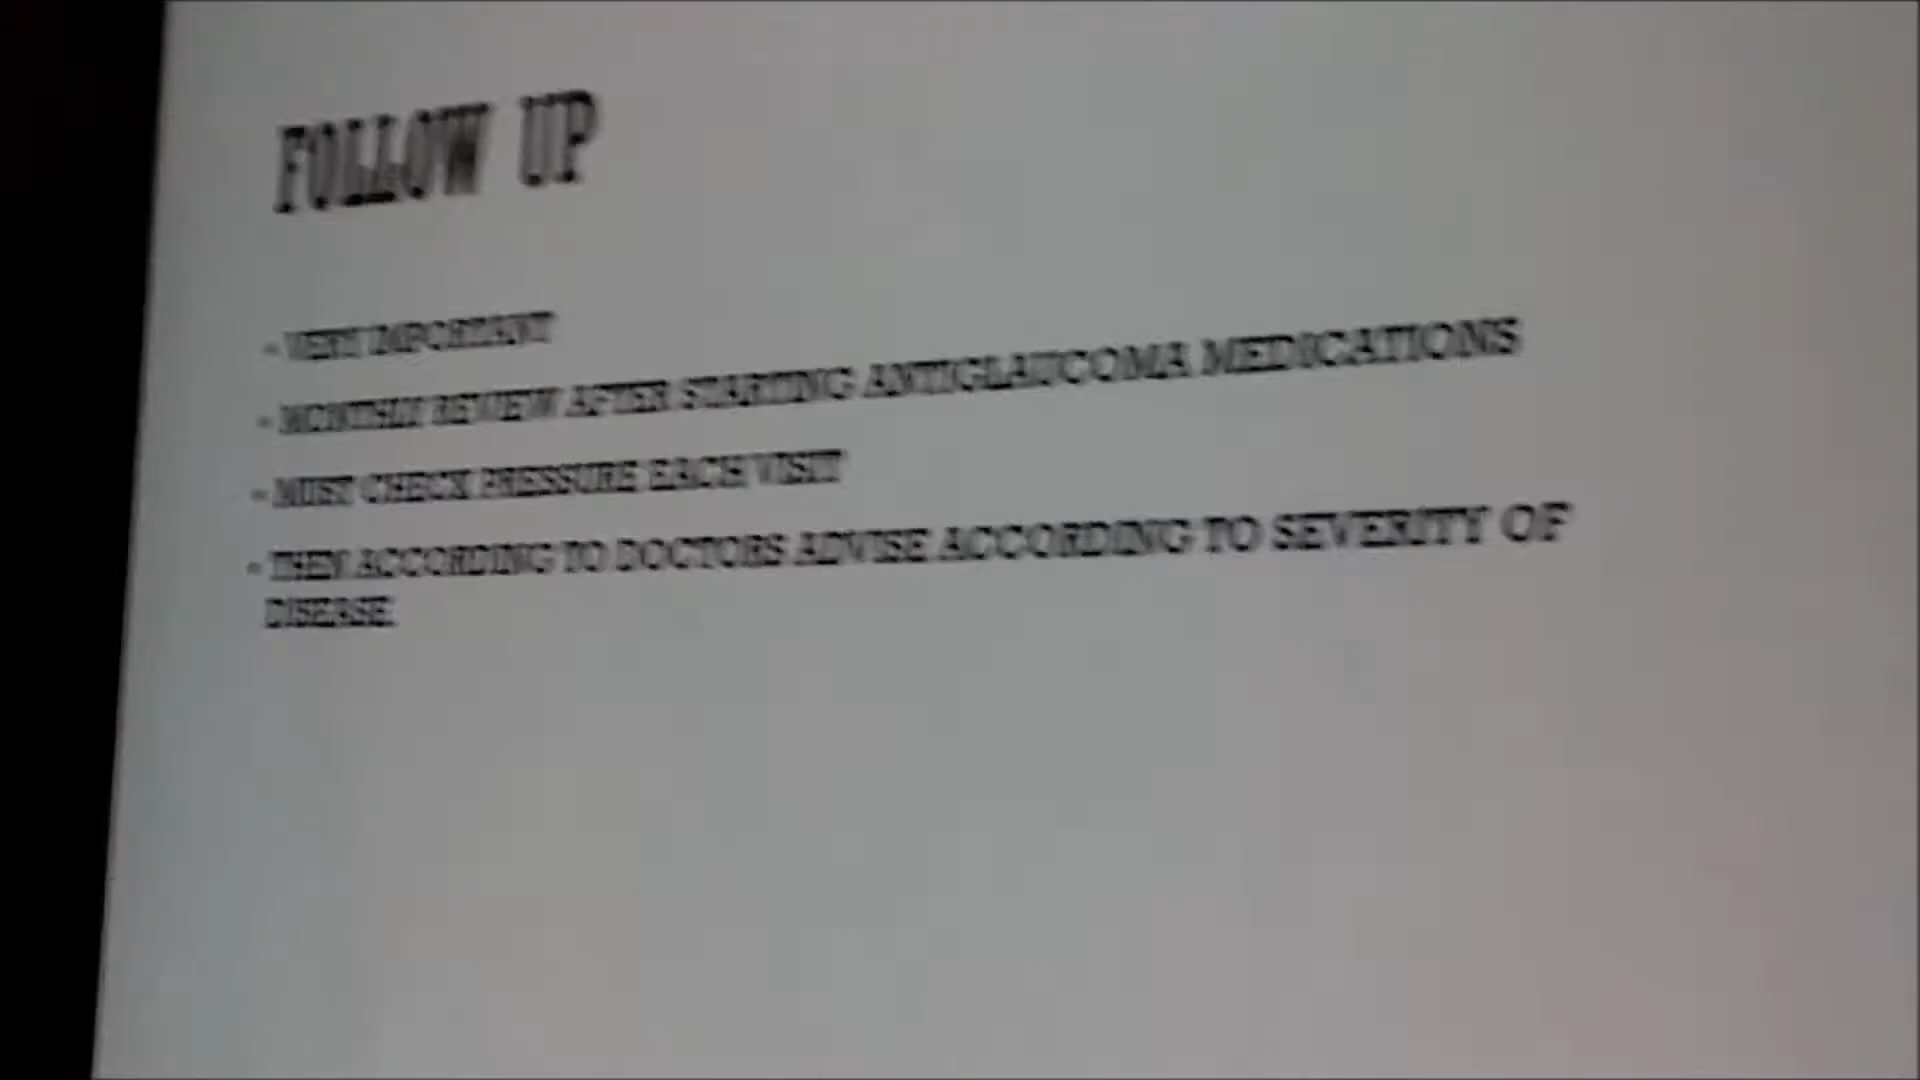 FOLLOW UP
- VERY IMPORTANT
- MONTHLY REVIEW AFTER STARTING ANTIGLAUCOMA MEDICATIONS
- MUST CHECK PRESSURE EACH VISIT
- THEN ACCORDING TO DOCTORS ADVISE ACCORDING TO SEVERITY OF
DISEASE.